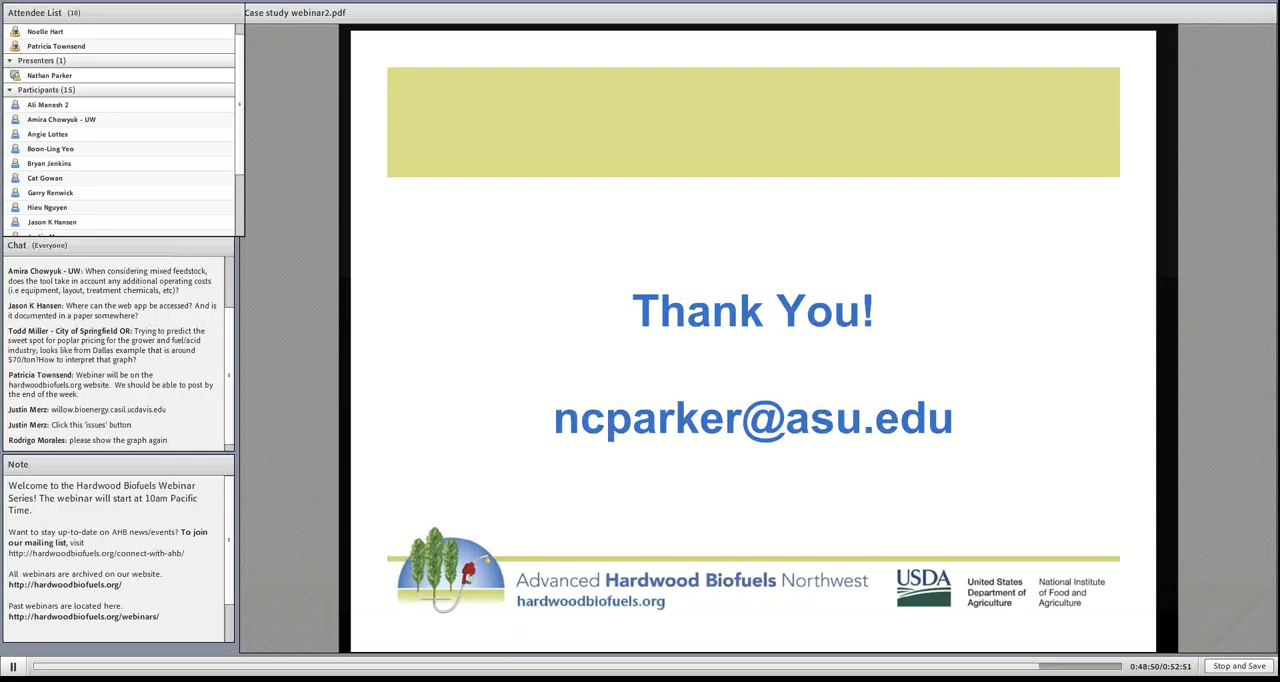 Attendee List (18)
Noelle Hart
Patricia Townsend
Presenters (1)
Nathan Parker
Participants (15)
Ali Manesh 2
Amira Chowyuk - UW
Angie Lottes
Boon-Ling Yeo
Bryan Jenkins
Cat Gowan
Garry Renwick
Hieu Nguyen
Jason K Hansen
Chat (Everyone)
Amira Chowyuk - UW: When considering mixed feedstock,
does the tool take in account any additional operating costs
(i.e equipment, layout, treatment chemicals, etc)?
Jason K Hansen: Where can the web app be accessed? And is
it documented in a paper somewhere?
Todd Miller - City of Springfield OR: Trying to predict the
sweet spot for poplar pricing for the grower and fuel/acid
industry; looks like from Dallas example that is around
$70/ton?How to interpret that graph?
Patricia Townsend: Webinar will be on the
hardwoodbiofuels.org website. We should be able to post by
the end of the week.
Justin Merz: willow.bioenergy.casil.ucdavis.edu
Justin Merz: Click this 'issues' button
Rodrigo Morales: please show the graph again
Note
Welcome to the Hardwood Biofuels Webinar
Series! The webinar will start at 10am Pacific
Time.
Want to stay up-to-date on AHB news/events? To join
our mailing list, visit
http://hardwoodbiofuels.org/connect-with-ahb/
All webinars are archived on our website.
http://hardwoodbiofuels.org/
Past webinars are located here.
http://hardwoodbiofuels.org/webinars/
Case study webinar2.pdf
Thank You!
ncparker@asu.edu
Advanced Hardwood Biofuels Northwest
hardwoodbiofuels.org
USDA
United States
Department of
Agriculture
National Institute
of Food and
Agriculture
0:48:50/0:52:51
Stop and Save